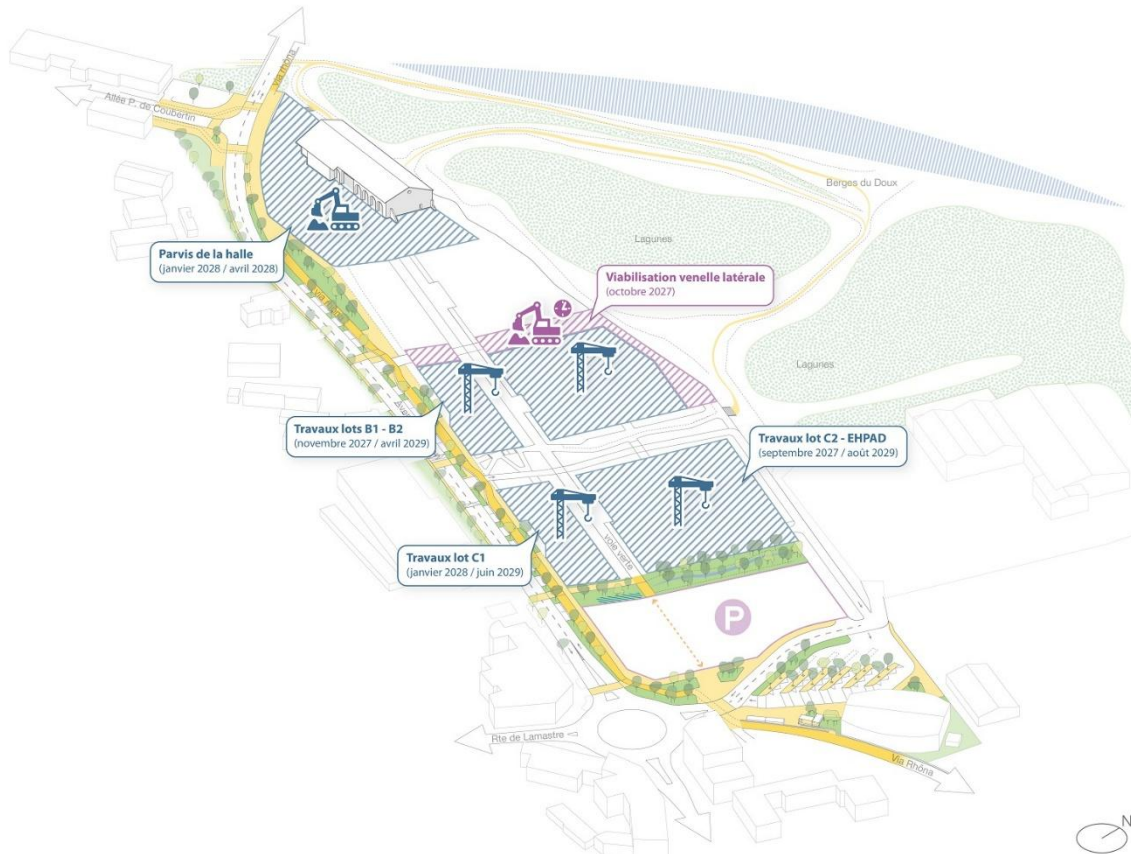 Via Rhôna
Allée P. de Coubertin
Berges du Doux
Lagunes
Parvis de la halle
(janvier 2028 / avril 2028)
Viabilisation venelle latérale
(octobre 2027)
Lagunes
Travaux lots B1 - B2
(novembre 2027 / avril 2029)
Travaux lot C2 - EHPAD
(septembre 2027 / août 2029)
Travaux lot C1
(janvier 2028 / juin 2029)
voie verte
P
Rte de Lamastre
Via Rhôna
N